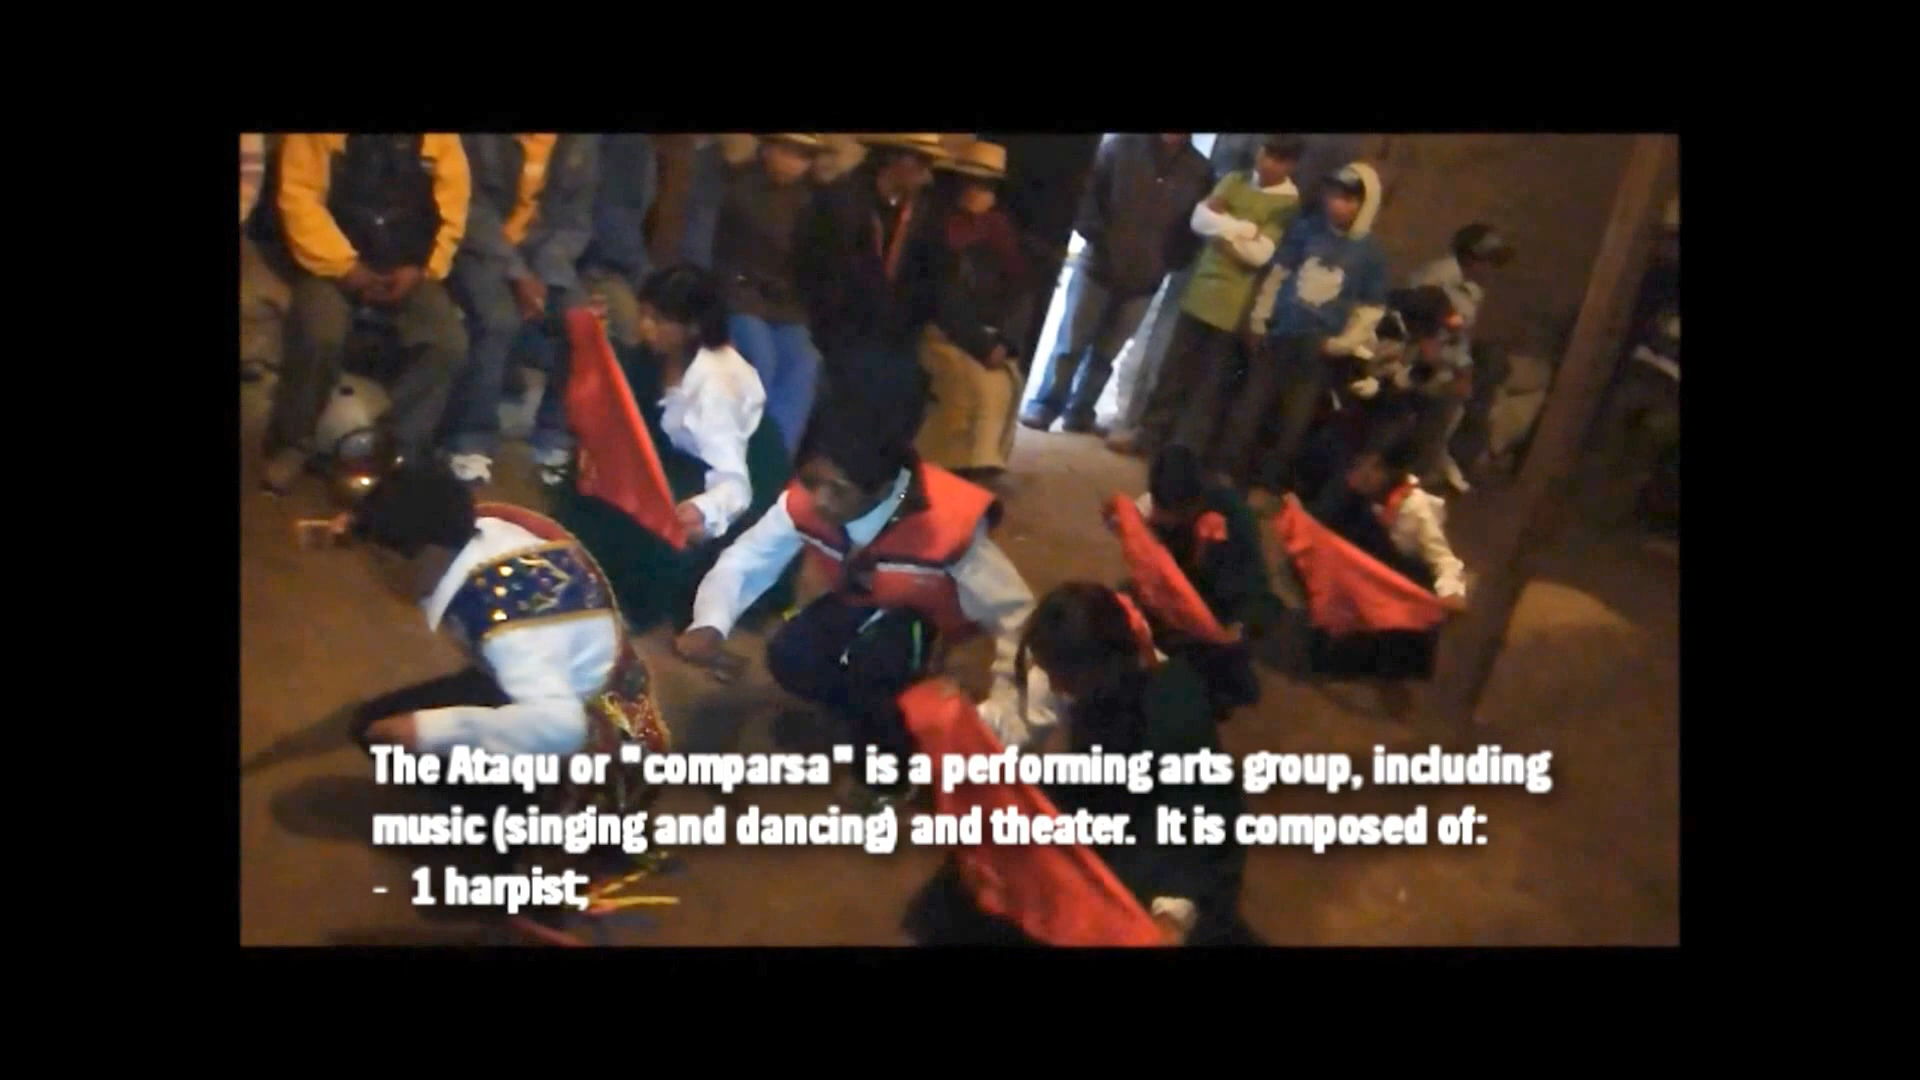 The Ataqu or "comparsa" is a performing arts group, including
music (singing and dancing) and theater. It is composed of:
- 1 harpist;